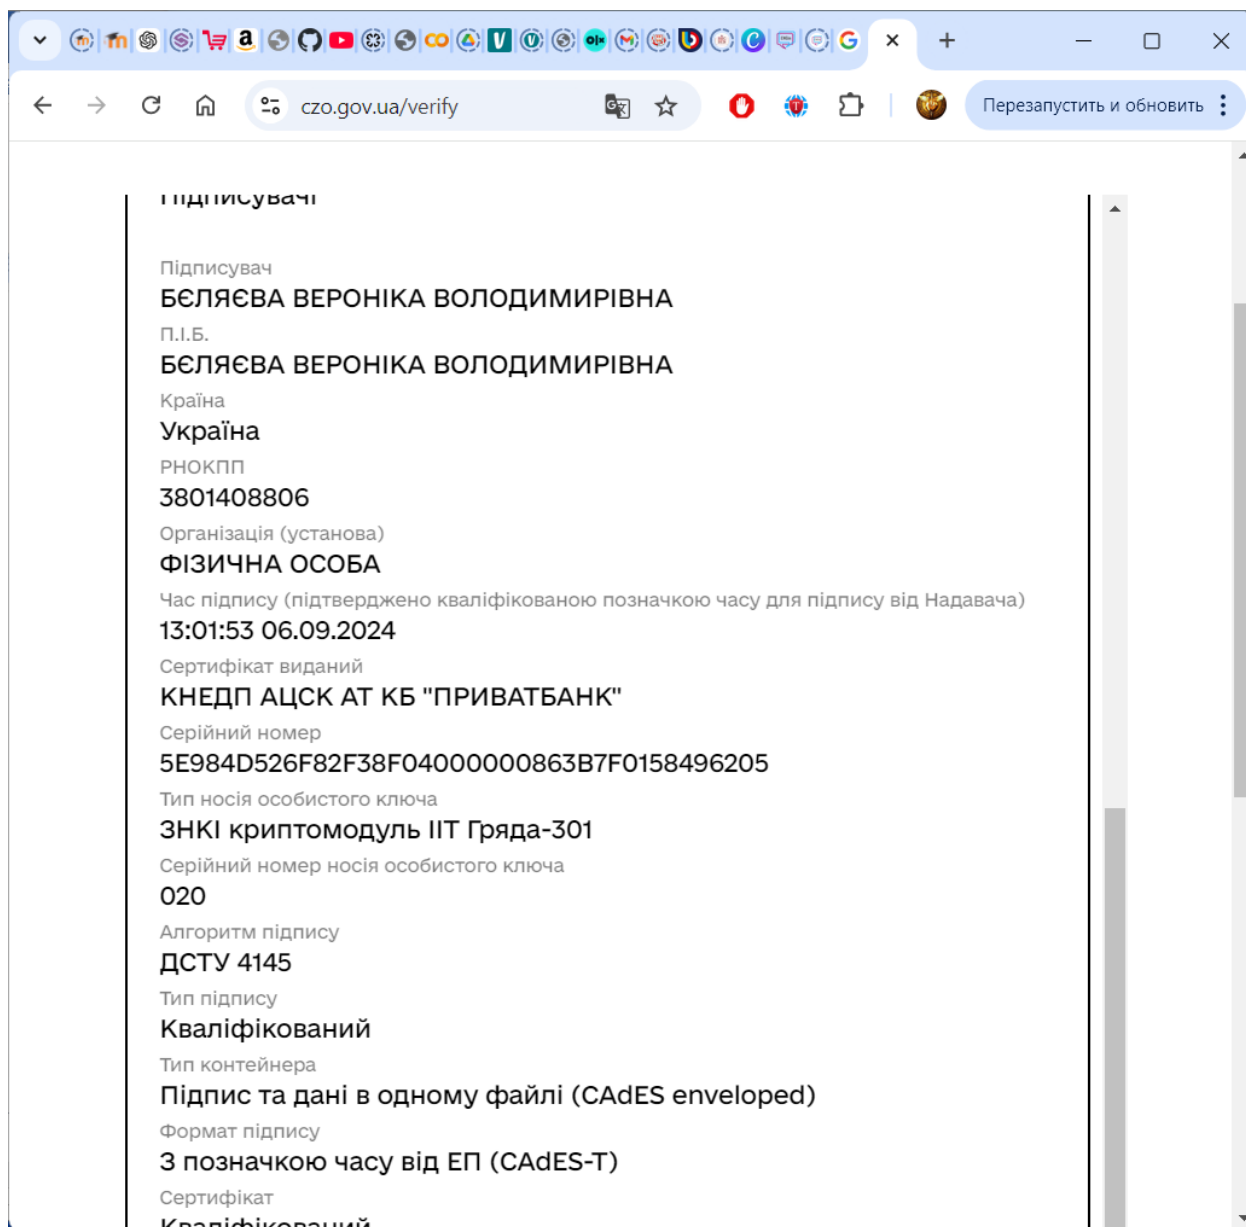 czo.gov.ua/verify
Перезапустить и обновить
Підписувачі
Підписувач
БЄЛЯЄВА ВЕРОНІКА ВОЛОДИМИРІВНА
П.І.Б.
БЄЛЯЄВА ВЕРОНІКА ВОЛОДИМИРІВНА
Країна
Україна
РНОКПП
3801408806
Організація (установа)
ФІЗИЧНА ОСОБА
Час підпису (підтверджено кваліфікованою позначкою часу для підпису від Надавача)
13:01:53 06.09.2024
Сертифікат виданий
КНЕДП АЦСК АТ КБ "ПРИВАТБАНК"
Серійний номер
5E984D526F82F38F04000000863B7F0158496205
Тип носія особистого ключа
ЗНКІ криптомодуль ІІТ Гряда-301
Серійний номер носія особистого ключа
020
Алгоритм підпису
ДСТУ 4145
Тип підпису
Кваліфікований
Тип контейнера
Підпис та дані в одному файлі (CAdES enveloped)
Формат підпису
З позначкою часу від ЕП (CAdES-T)
Сертифікат
Кваліфікований